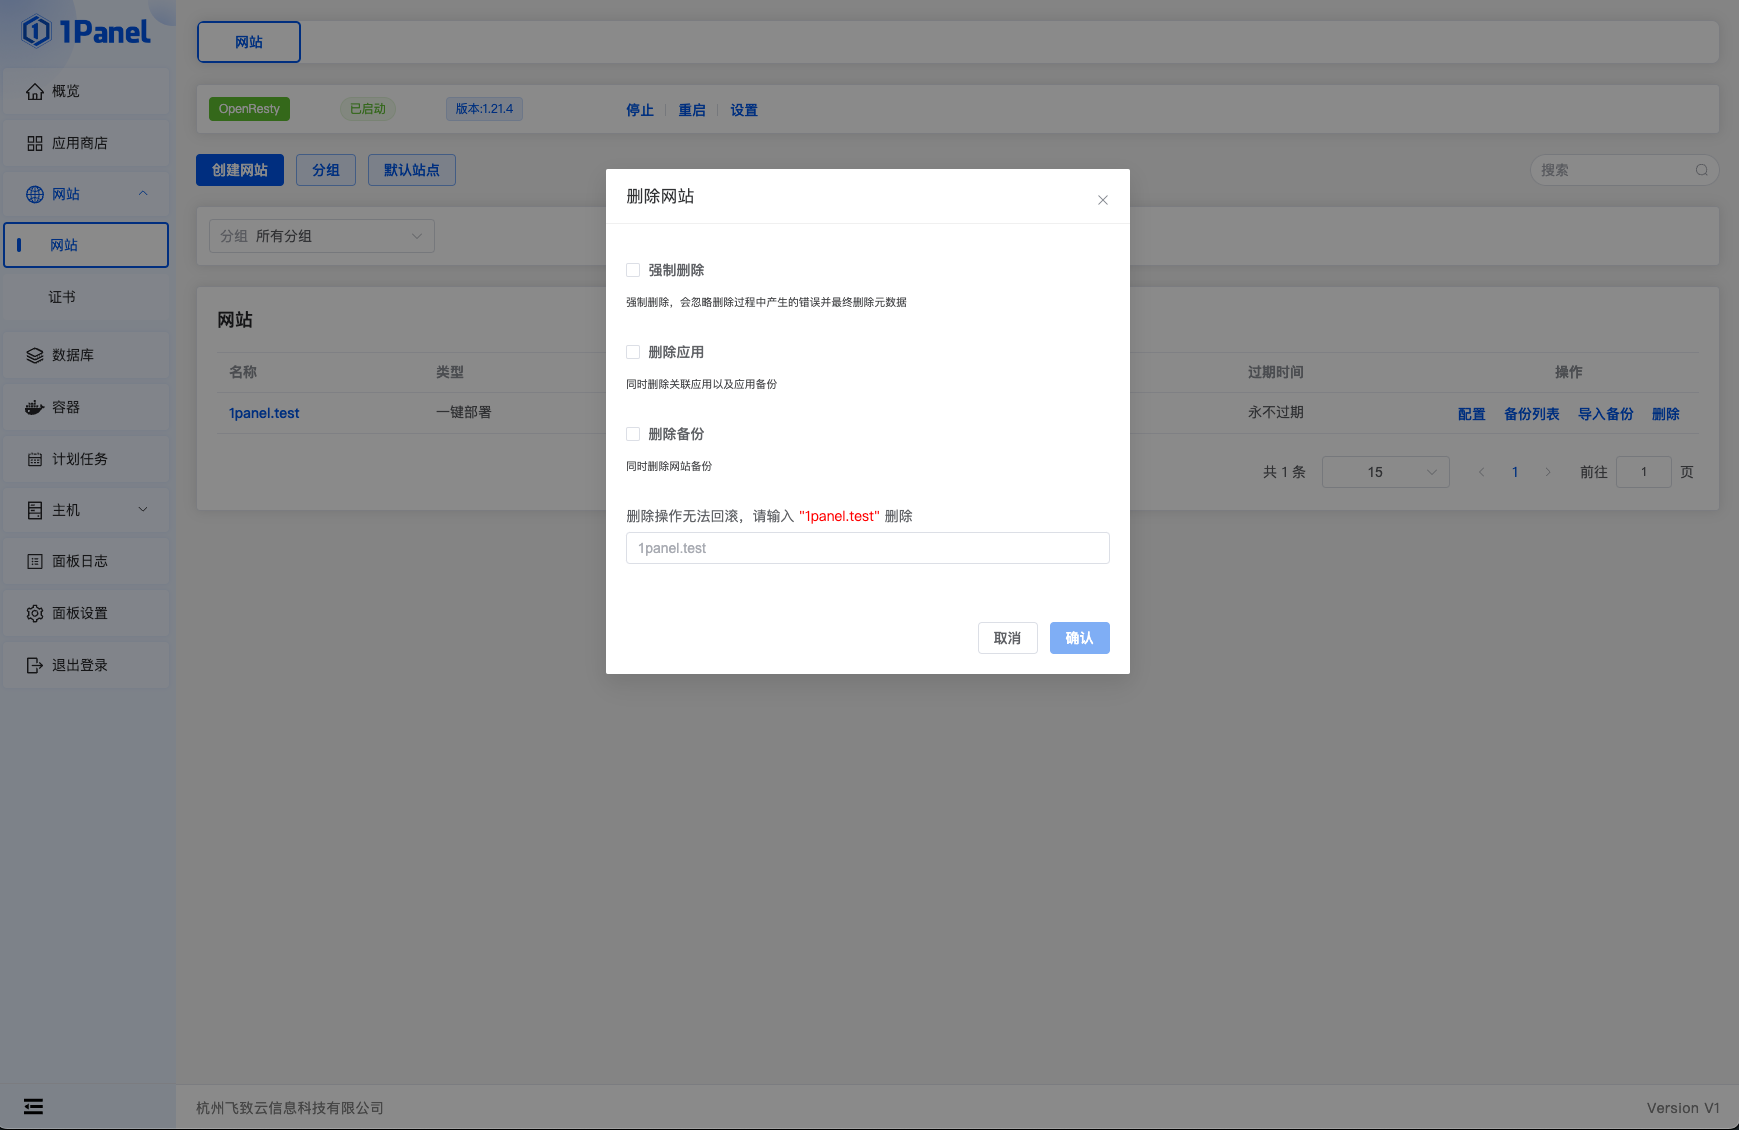 1Panel
概览
应用商店
网站
网站
证书
数据库
容器
计划任务
主机
面板日志
面板设置
退出登录
网站
OpenResty 已启动 版本:1.21.4 停止 重启 设置
创建网站 分组 默认站点 搜索
分组 所有分组
网站
名称 类型 过期时间 操作
1panel.test 一键部署 永不过期 配置 备份列表 导入备份 删除
共 1 条 15 1 前往 1 页
删除网站
强制删除
强制删除，会忽略删除过程中产生的错误并最终删除元数据
删除应用
同时删除关联应用以及应用备份
删除备份
同时删除网站备份
删除操作无法回滚，请输入 "1panel.test" 删除
1panel.test
取消 确认
杭州飞致云信息科技有限公司 Version V1